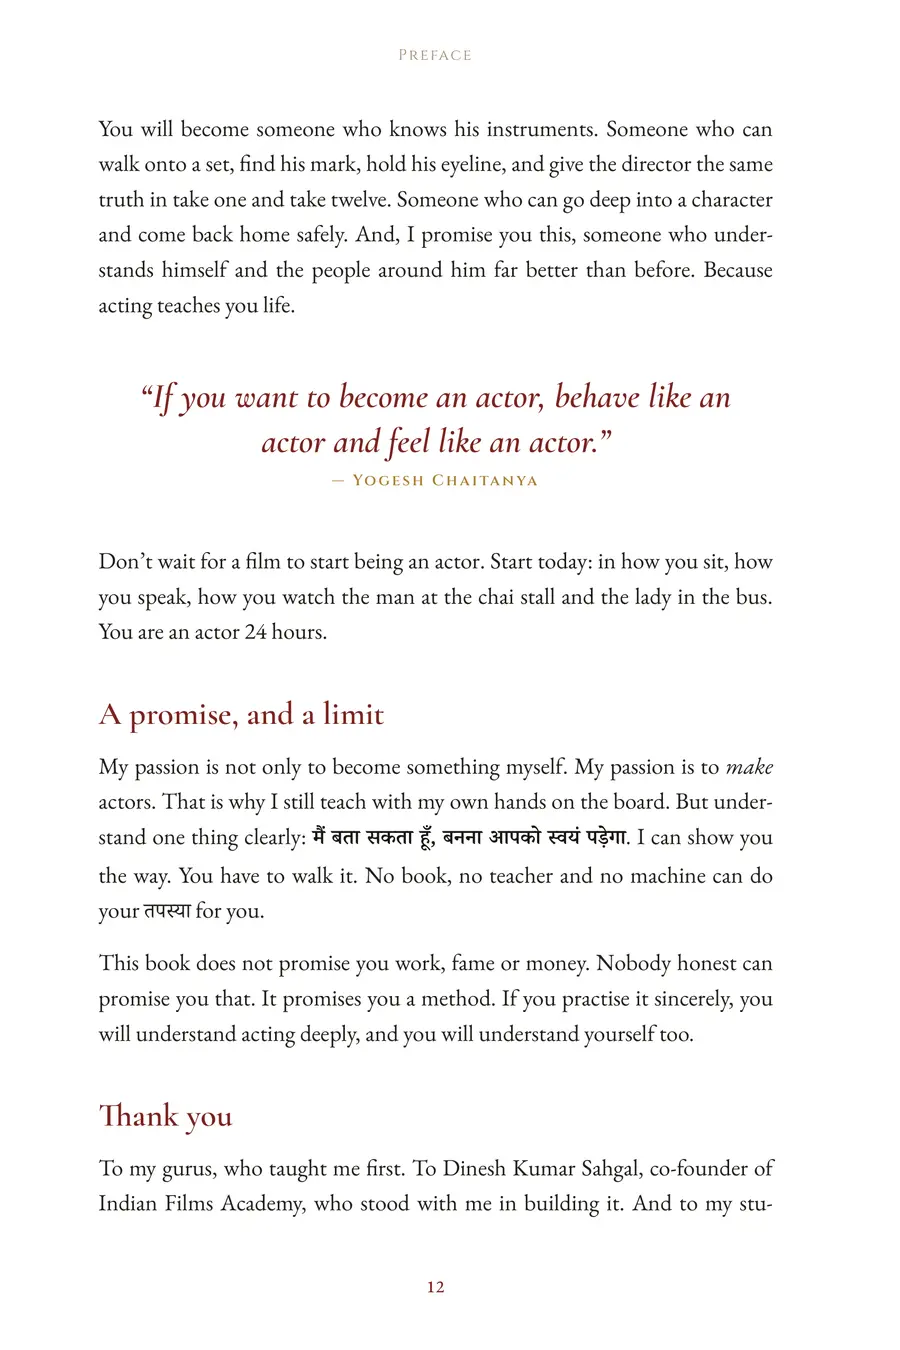 PREFACE
You will become someone who knows his instruments. Someone who can
walk onto a set, find his mark, hold his eyeline, and give the director the same
truth in take one and take twelve. Someone who can go deep into a character
and come back home safely. And, I promise you this, someone who under-
stands himself and the people around him far better than before. Because
acting teaches you life.
“If you want to become an actor, behave like an
actor and feel like an actor.”
— YOGESH CHAITANYA
Don’t wait for a film to start being an actor. Start today: in how you sit, how
you speak, how you watch the man at the chai stall and the lady in the bus.
You are an actor 24 hours.
A promise, and a limit
My passion is not only to become something myself. My passion is to make
actors. That is why I still teach with my own hands on the board. But under-
stand one thing clearly: मैं बता सकता हूँ, बनना आपको स्वयं पड़ेगा. I can show you
the way. You have to walk it. No book, no teacher and no machine can do
your तपस्या for you.
This book does not promise you work, fame or money. Nobody honest can
promise you that. It promises you a method. If you practise it sincerely, you
will understand acting deeply, and you will understand yourself too.
Thank you
To my gurus, who taught me first. To Dinesh Kumar Sahgal, co-founder of
Indian Films Academy, who stood with me in building it. And to my stu-
12